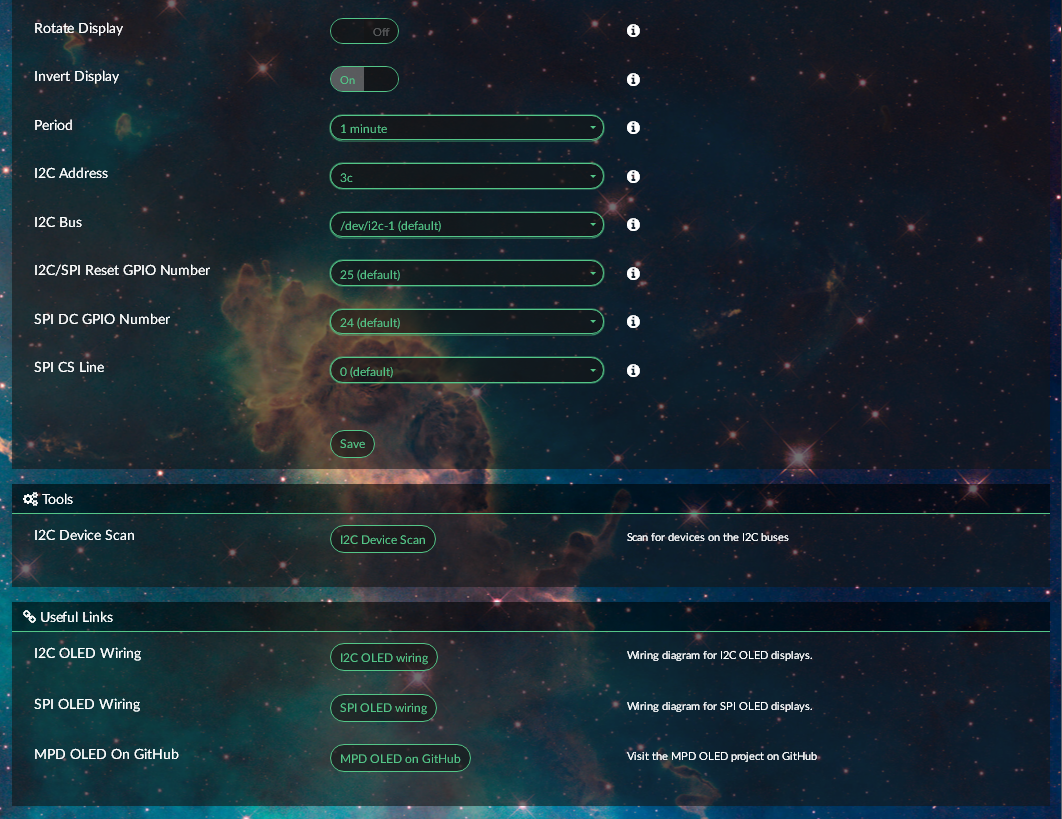 Rotate Display Off
Invert Display On
Period 1 minute
I2C Address 3c
I2C Bus /dev/i2c-1 (default)
I2C/SPI Reset GPIO Number 25 (default)
SPI DC GPIO Number 24 (default)
SPI CS Line 0 (default)
Save
Tools
I2C Device Scan I2C Device Scan Scan for devices on the I2C buses
Useful Links
I2C OLED Wiring I2C OLED wiring Wiring diagram for I2C OLED displays.
SPI OLED Wiring SPI OLED wiring Wiring diagram for SPI OLED displays.
MPD OLED On GitHub MPD OLED on GitHub Visit the MPD OLED project on GitHub